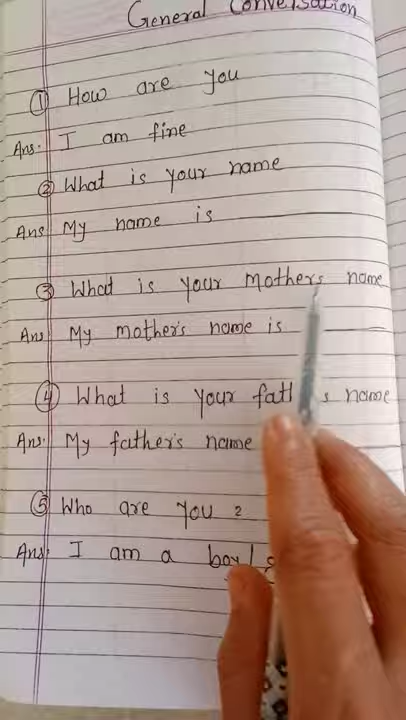 General Conversation
① How are you
Ans. I am fine
② What is your name
Ans My name is
③ What is your mothers name
Ans My mother's name is
④ What is your name
Ans. My father's name
⑤ Who are you ?
Ans. I am a boy/